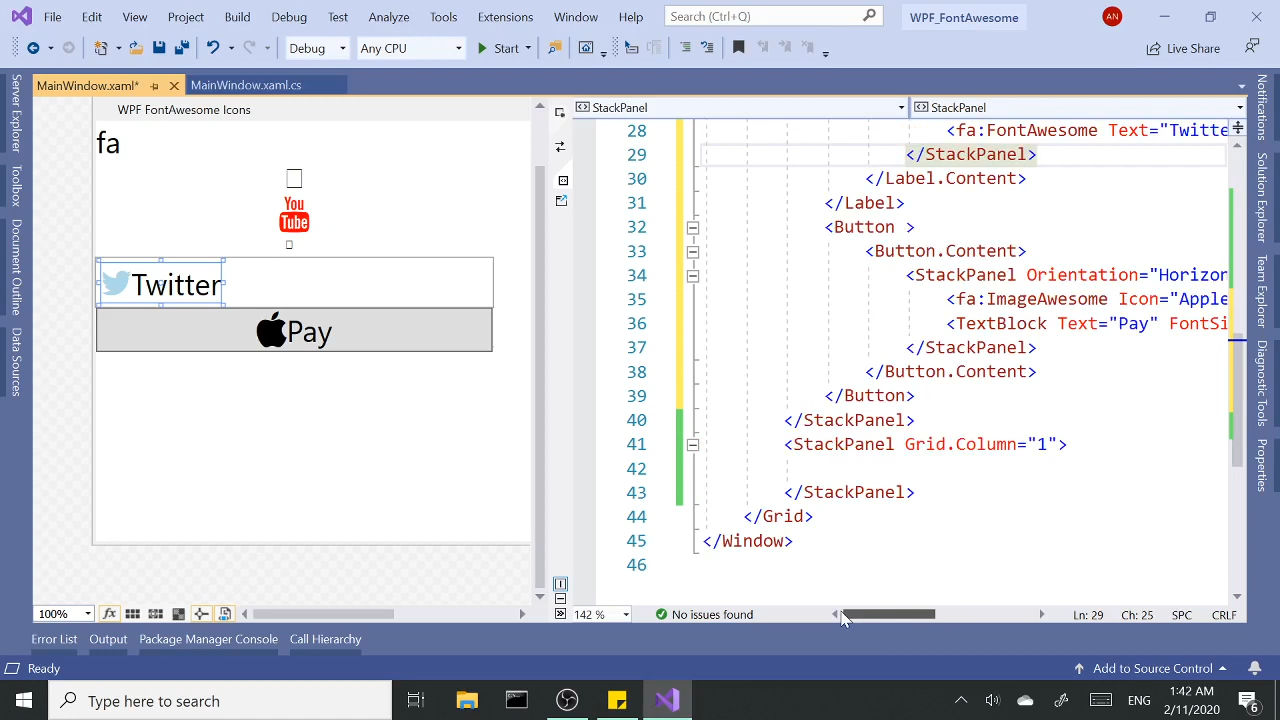 File Edit View Project Build Debug Test Analyze Tools Extensions Window Help Search (Ctrl+Q) WPF_FontAwesome AN
Debug Any CPU Start Live Share
MainWindow.xaml* MainWindow.xaml.cs
WPF FontAwesome Icons
fa
You
Tube
Twitter
Pay
StackPanel StackPanel
28 <fa:FontAwesome Text="Twitte
29 </StackPanel>
30 </Label.Content>
31 </Label>
32 <Button >
33 <Button.Content>
34 <StackPanel Orientation="Horizon
35 <fa:ImageAwesome Icon="Apple
36 <TextBlock Text="Pay" FontSi
37 </StackPanel>
38 </Button.Content>
39 </Button>
40 </StackPanel>
41 <StackPanel Grid.Column="1">
42
43 </StackPanel>
44 </Grid>
45 </Window>
46
Server Explorer
Toolbox
Document Outline
Data Sources
Notifications
Solution Explorer
Team Explorer
Diagnostic Tools
Properties
100% fx 142 % No issues found Ln: 29 Ch: 25 SPC CRLF
Error List Output Package Manager Console Call Hierarchy
Ready Add to Source Control
Type here to search ENG 1:42 AM
2/11/2020 6